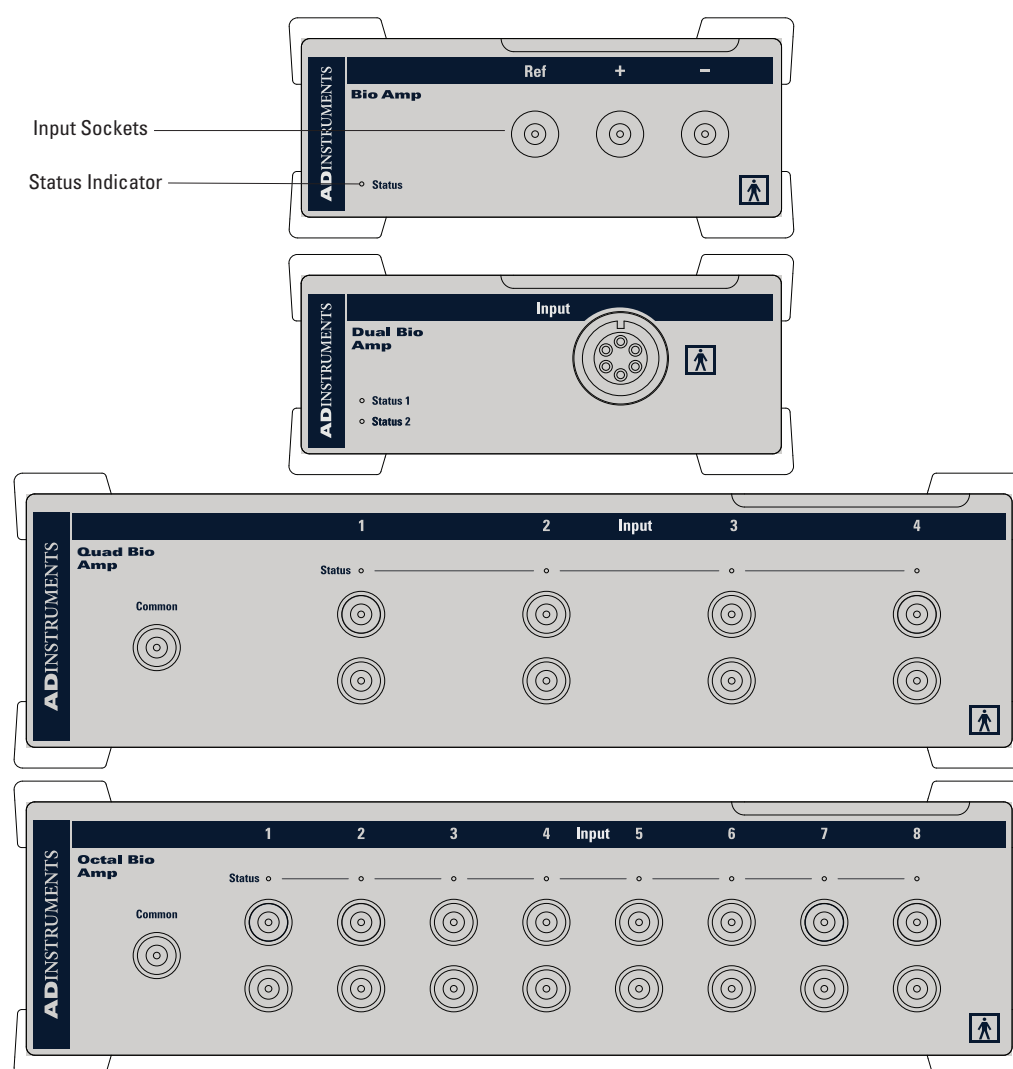 Ref + −
Bio Amp
Input Sockets
Status Indicator
Status
ADINSTRUMENTS
Input
Dual Bio
Amp
Status 1
Status 2
ADINSTRUMENTS
1 2 Input 3 4
Quad Bio
Amp
Status
Common
ADINSTRUMENTS
1 2 3 4 Input 5 6 7 8
Octal Bio
Amp
Status
Common
ADINSTRUMENTS